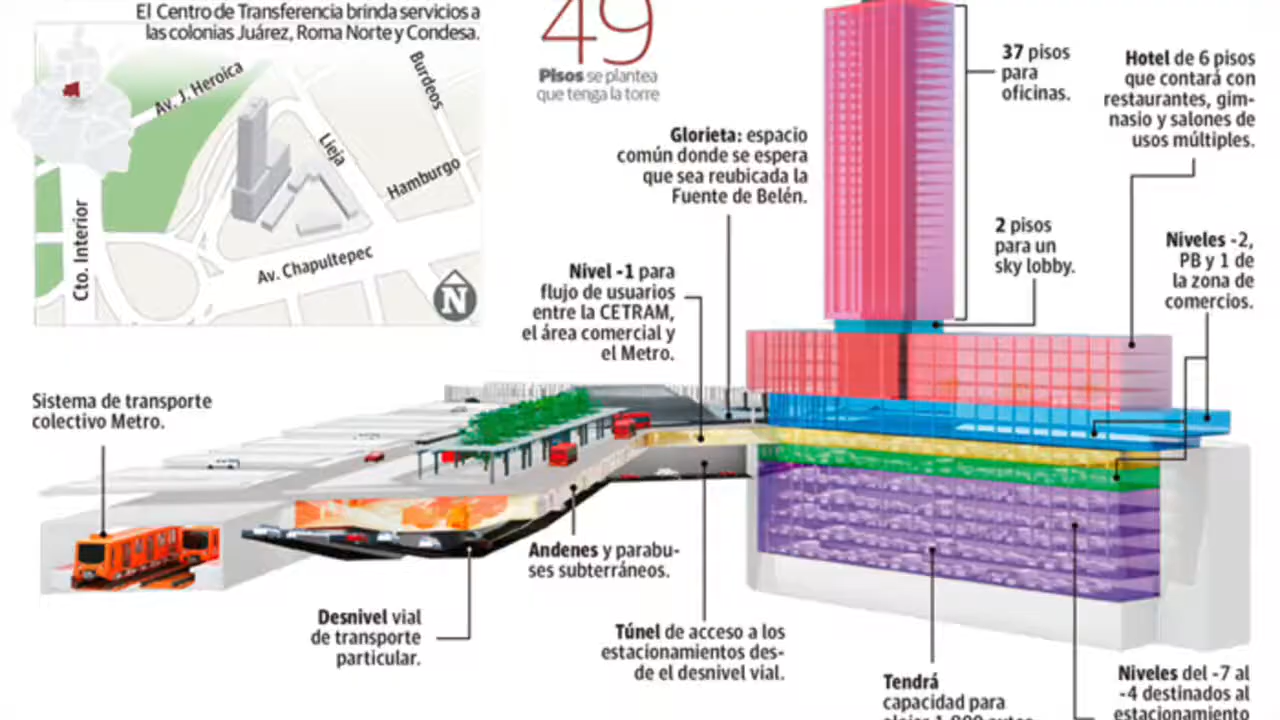 El Centro de Transferencia brinda servicios a
las colonias Juárez, Roma Norte y Condesa.
Av. J. Heroica
Burdeos
Lieja
Hamburgo
Cto. Interior
Av. Chapultepec
N
49
Pisos se plantea
que tenga la torre
37 pisos
para
oficinas.
Hotel de 6 pisos
que contará con
restaurantes, gim-
nasio y salones de
usos múltiples.
Glorieta: espacio
común donde se espera
que sea reubicada la
Fuente de Belén.
2 pisos
para un
sky lobby.
Niveles -2,
PB y 1 de
la zona de
comercios.
Nivel -1 para
flujo de usuarios
entre la CETRAM,
el área comercial y
el Metro.
Sistema de transporte
colectivo Metro.
Andenes y parabu-
ses subterráneos.
Desnivel vial
de transporte
particular.
Túnel de acceso a los
estacionamientos des-
de el desnivel vial.
Tendrá
capacidad para
Niveles del -7 al
-4 destinados al
estacionamiento